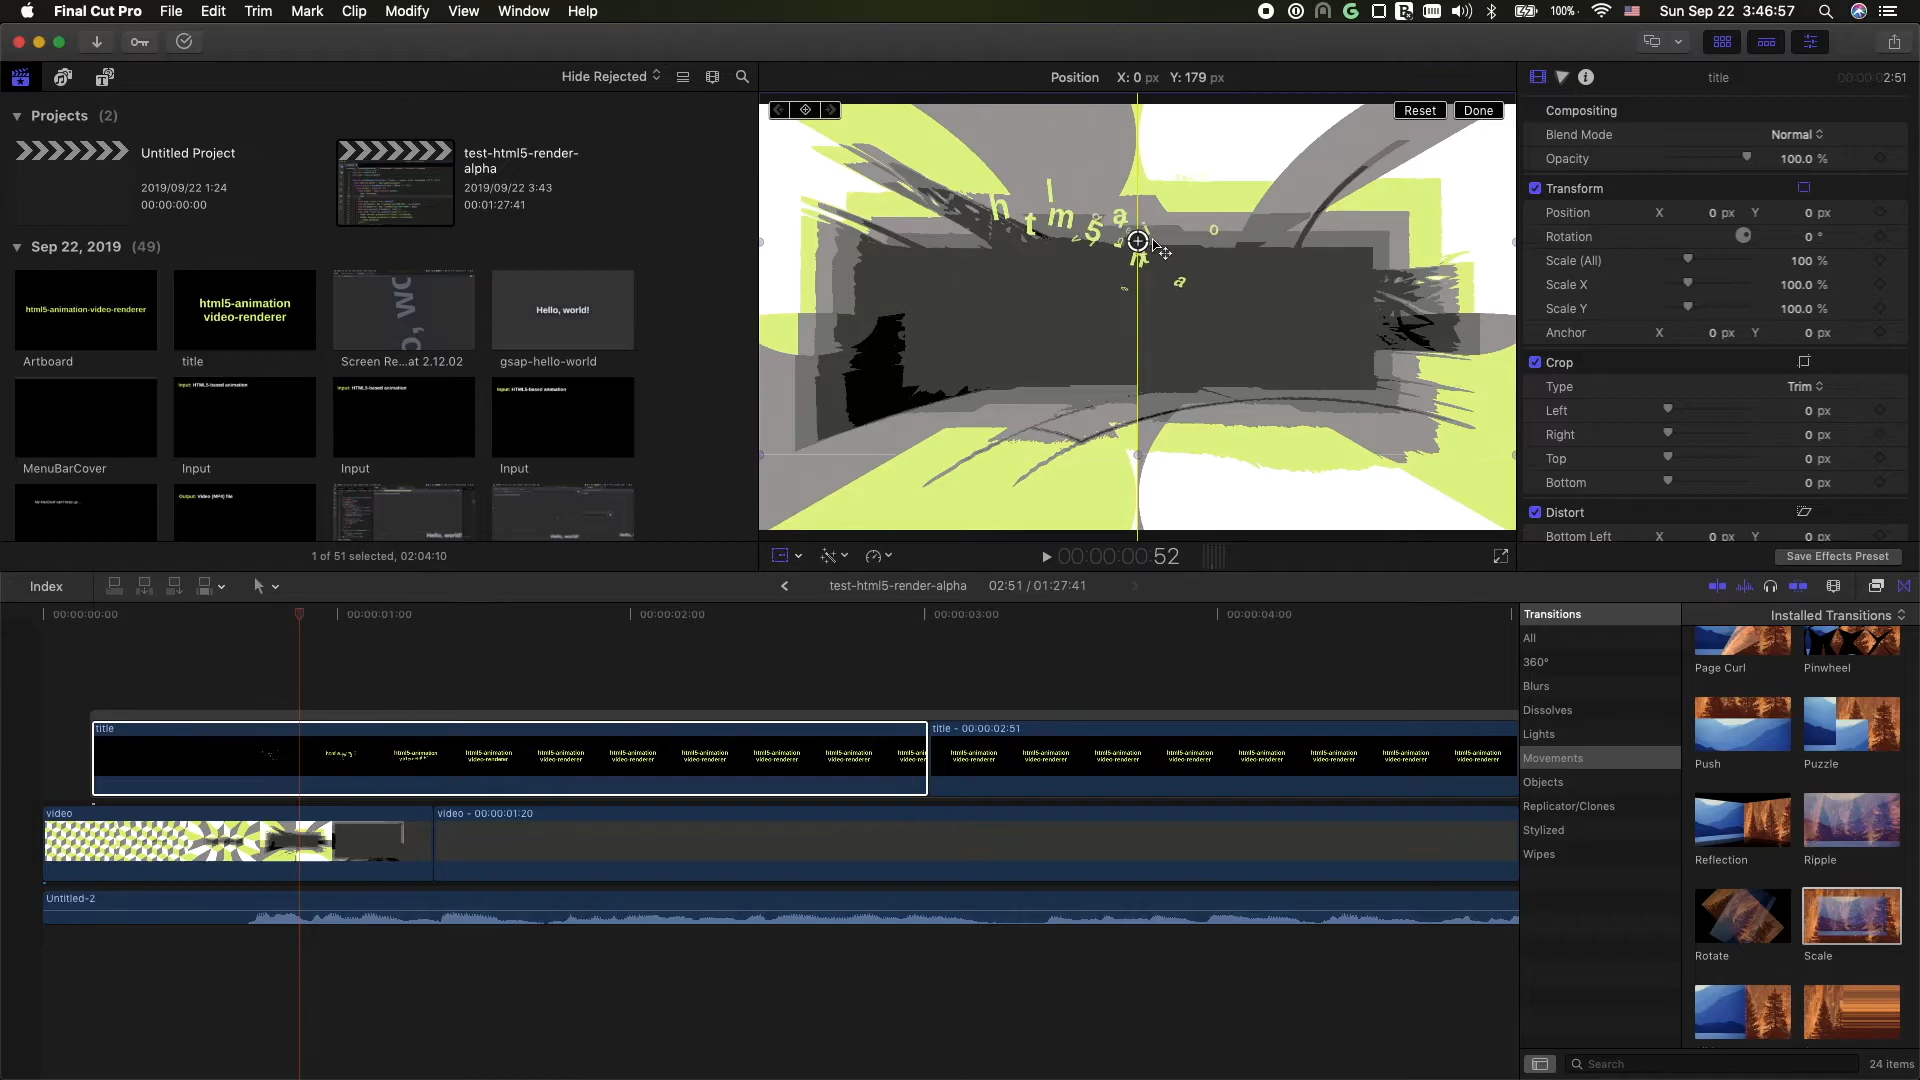 Final Cut Pro File Edit Trim Mark Clip Modify View Window Help 100% Sun Sep 22 3:46:57
Hide Rejected
Position X: 0 px Y: 179 px
title 00:00:02:51
Projects (2)
Untitled Project
2019/09/22 1:24
00:00:00:00
test-html5-render-
alpha
2019/09/22 3:43
00:01:27:41
Sep 22, 2019 (49)
html5-animation-video-renderer
Artboard
html5-animation
video-renderer
title
Screen Re...at 2.12.02
Hello, world!
gsap-hello-world
MenuBarCover
Input: HTML5-based animation
Input
Input: HTML5-based animation
Input
Input: HTML5-based animation
Input
Output: Video (MP4) file
Hello, world!
Hello, world!
1 of 51 selected, 02:04:10
Reset Done
h t m l 5 a
n
o
a
00:00:00:52
Compositing
Blend Mode Normal
Opacity 100.0 %
Transform
Position X 0 px Y 0 px
Rotation 0 °
Scale (All) 100 %
Scale X 100.0 %
Scale Y 100.0 %
Anchor X 0 px Y 0 px
Crop
Type Trim
Left 0 px
Right 0 px
Top 0 px
Bottom 0 px
Distort
Bottom Left X 0 px Y 0 px
Save Effects Preset
Index
test-html5-render-alpha 02:51 / 01:27:41
00:00:00:00 00:00:01:00 00:00:02:00 00:00:03:00 00:00:04:00
title
title - 00:00:02:51
html5-animation
video-renderer
video
video - 00:00:01:20
Untitled-2
Transitions
All
360°
Blurs
Dissolves
Lights
Movements
Objects
Replicator/Clones
Stylized
Wipes
Installed Transitions
Page Curl Pinwheel
Push Puzzle
Reflection Ripple
Rotate Scale
Search
24 items